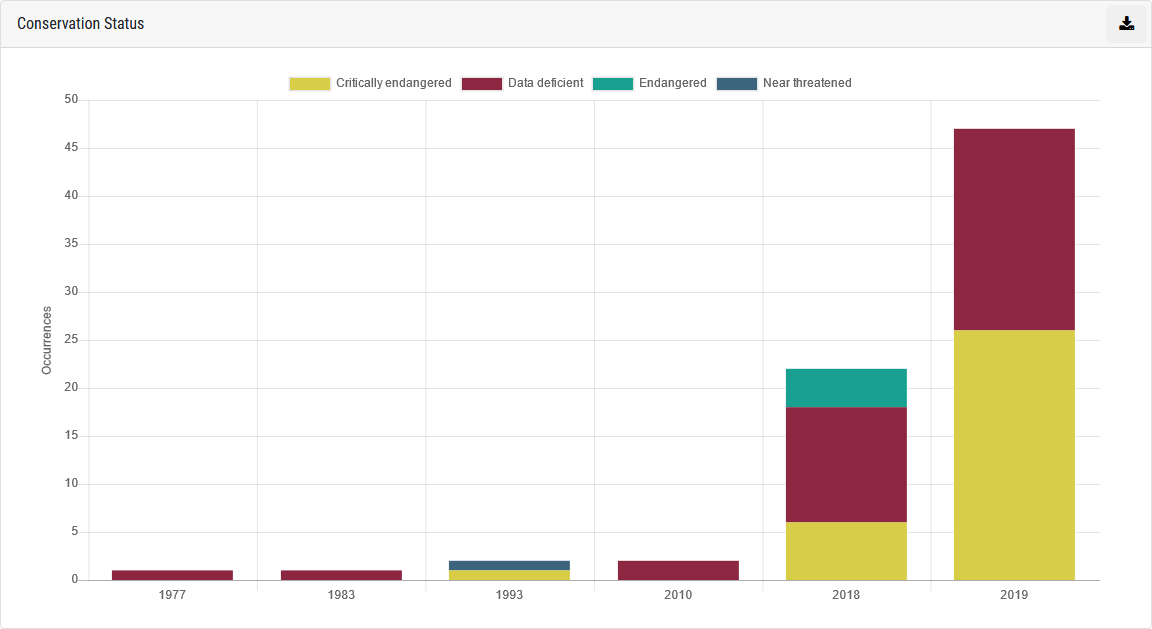 Conservation Status
Critically endangered Data deficient Endangered Near threatened
50
45
40
35
30
25
20
15
10
5
0
Occurrences
1977 1983 1993 2010 2018 2019